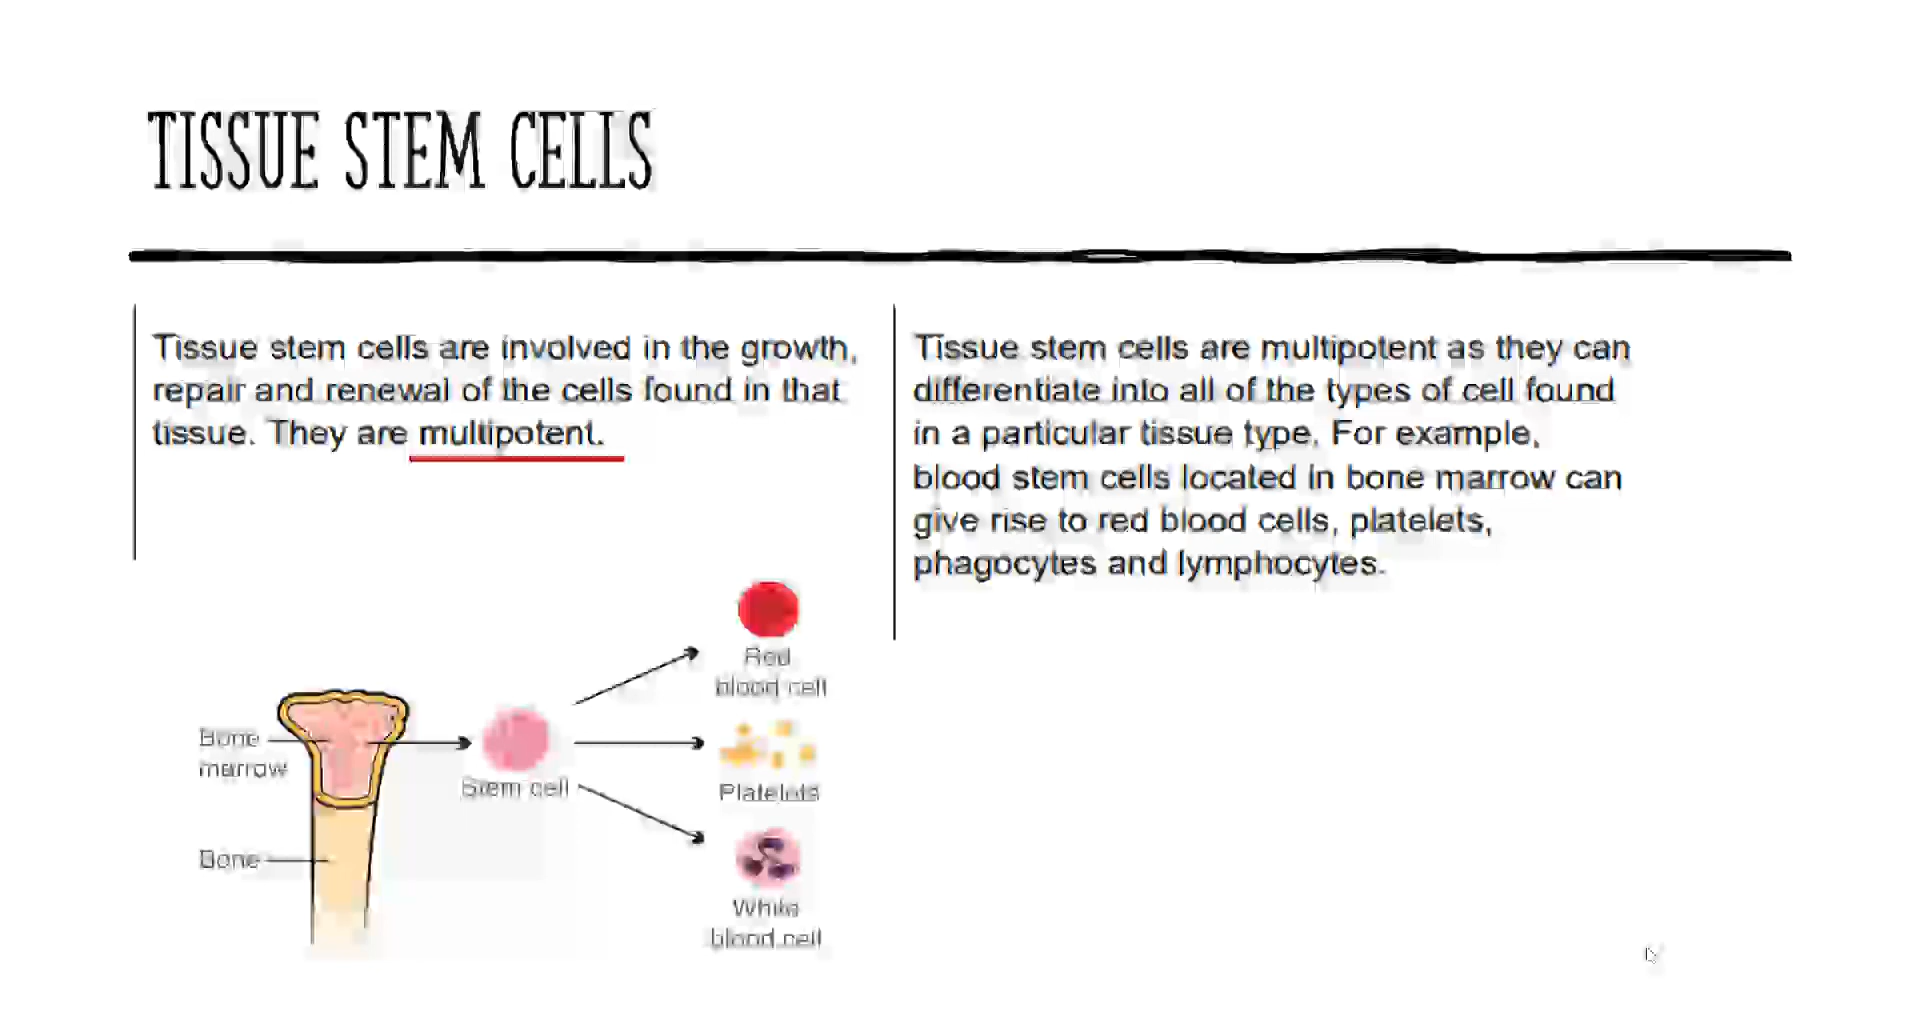 TISSUE STEM CELLS
Tissue stem cells are involved in the growth,
repair and renewal of the cells found in that
tissue. They are multipotent.
Tissue stem cells are multipotent as they can
differentiate into all of the types of cell found
in a particular tissue type. For example,
blood stem cells located in bone marrow can
give rise to red blood cells, platelets,
phagocytes and lymphocytes.
Red
blood cell
Bone
marrow
Stem cell
Platelets
Bone
White
blood cell